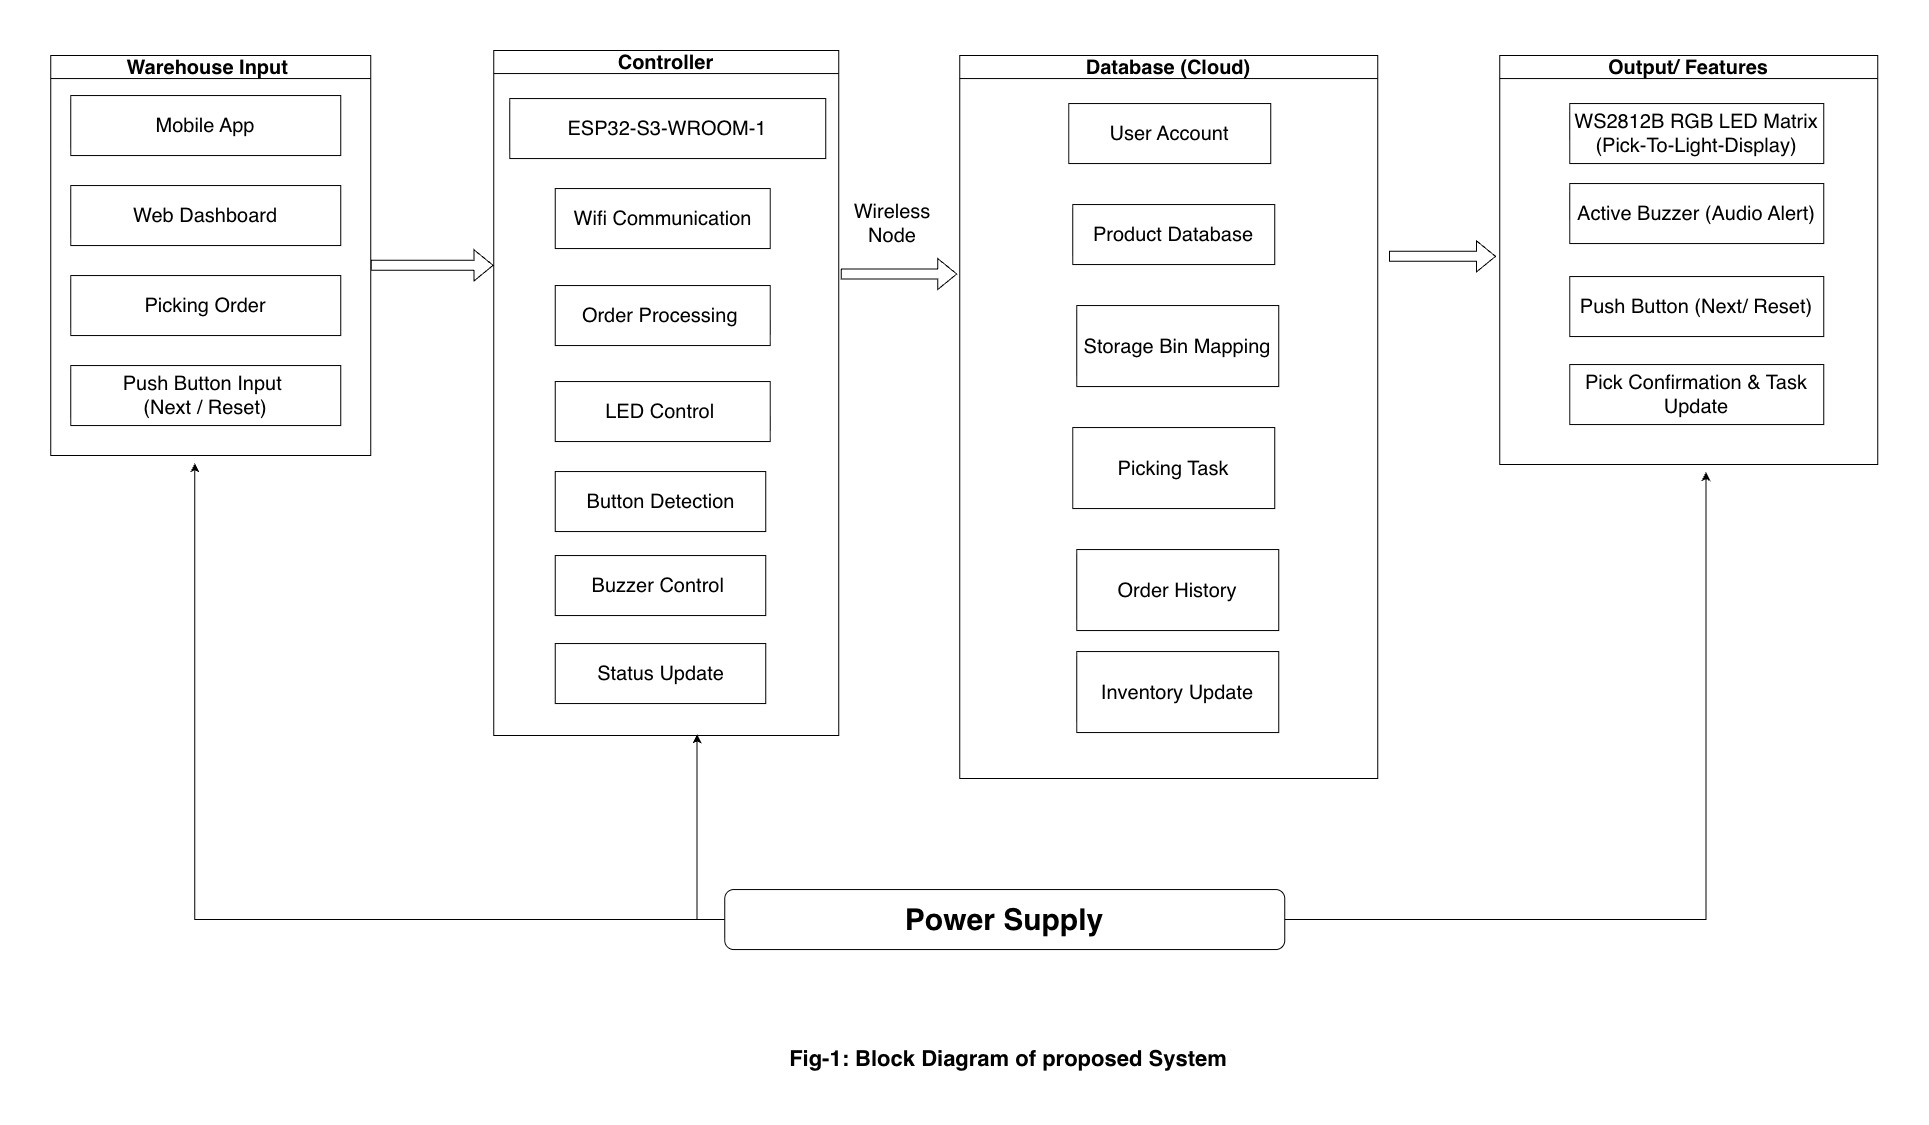 Warehouse Input
Mobile App
Web Dashboard
Picking Order
Push Button Input
(Next / Reset)
Controller
ESP32-S3-WROOM-1
Wifi Communication
Order Processing
LED Control
Button Detection
Buzzer Control
Status Update
Wireless
Node
Database (Cloud)
User Account
Product Database
Storage Bin Mapping
Picking Task
Order History
Inventory Update
Output/ Features
WS2812B RGB LED Matrix
(Pick-To-Light-Display)
Active Buzzer (Audio Alert)
Push Button (Next/ Reset)
Pick Confirmation & Task
Update
Power Supply
Fig-1: Block Diagram of proposed System